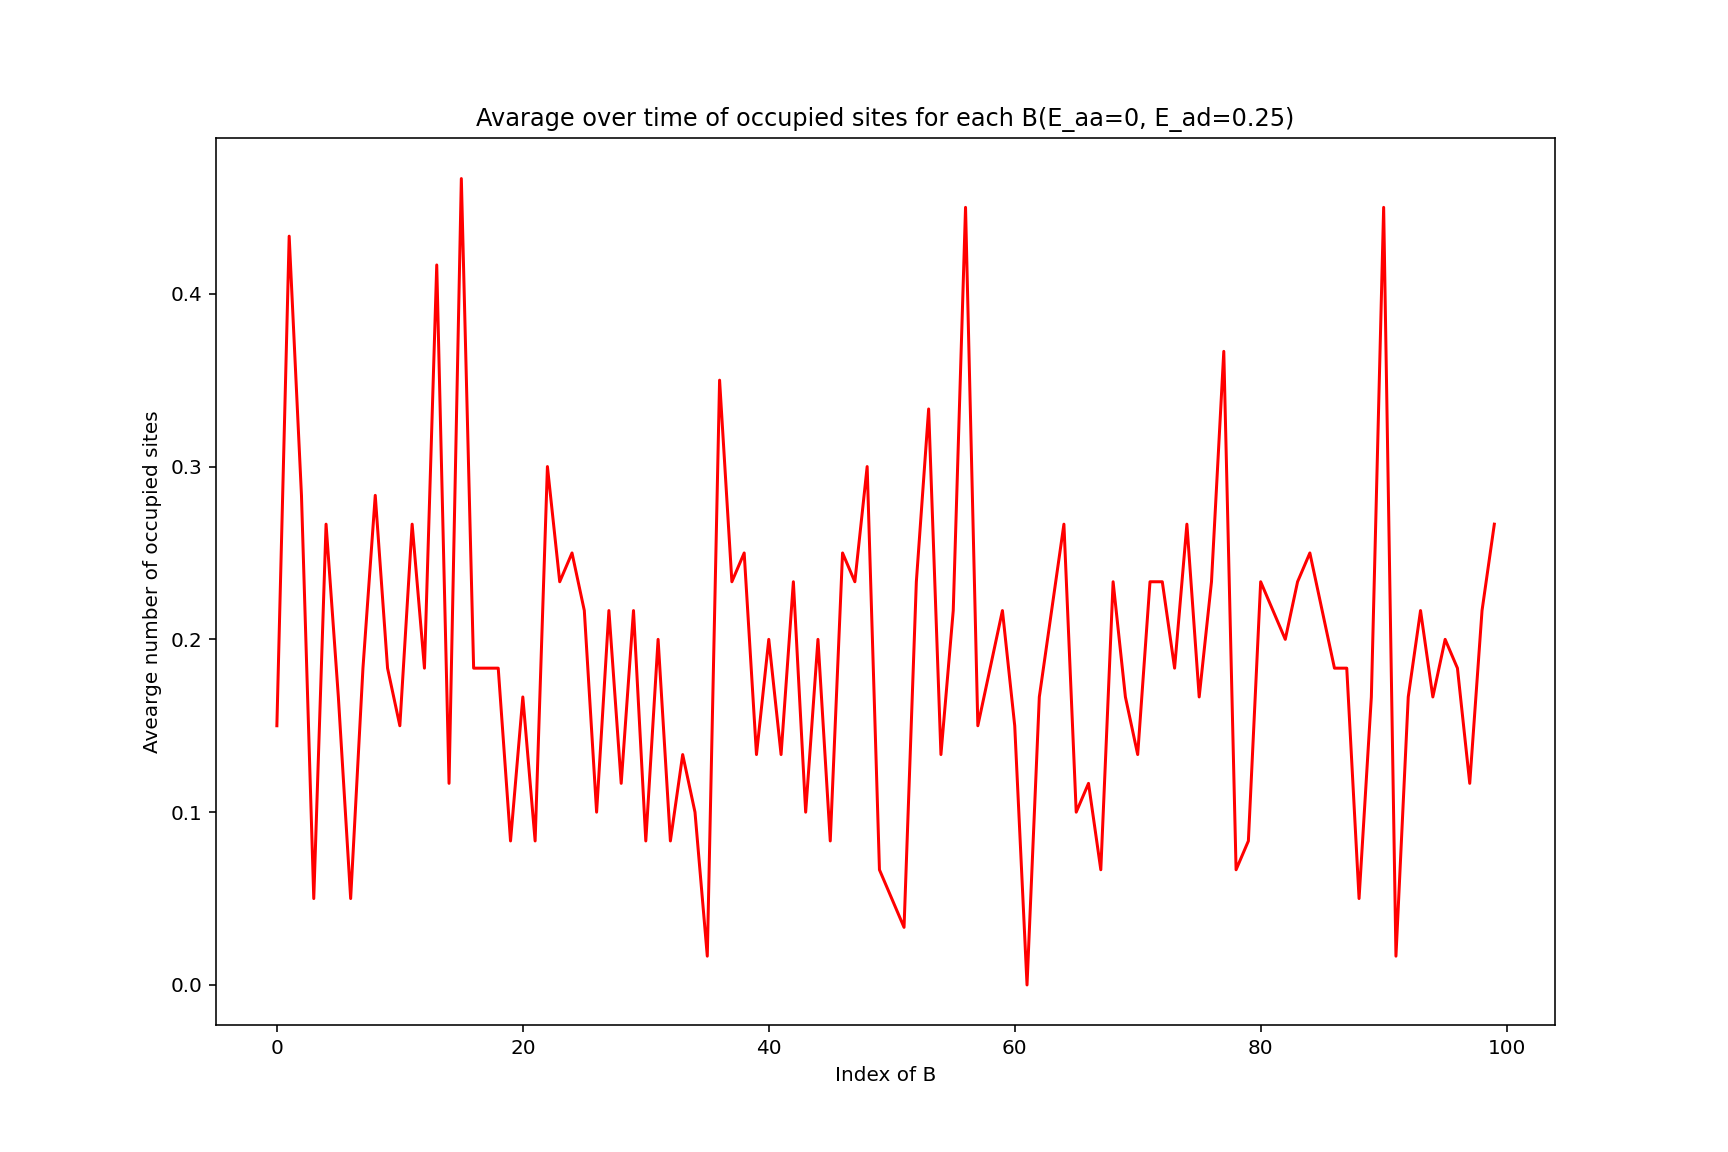 Avarage over time of occupied sites for each B(E_aa=0, E_ad=0.25)
Avearge number of occupied sites
0.4
0.3
0.2
0.1
0.0
0 20 40 60 80 100
Index of B